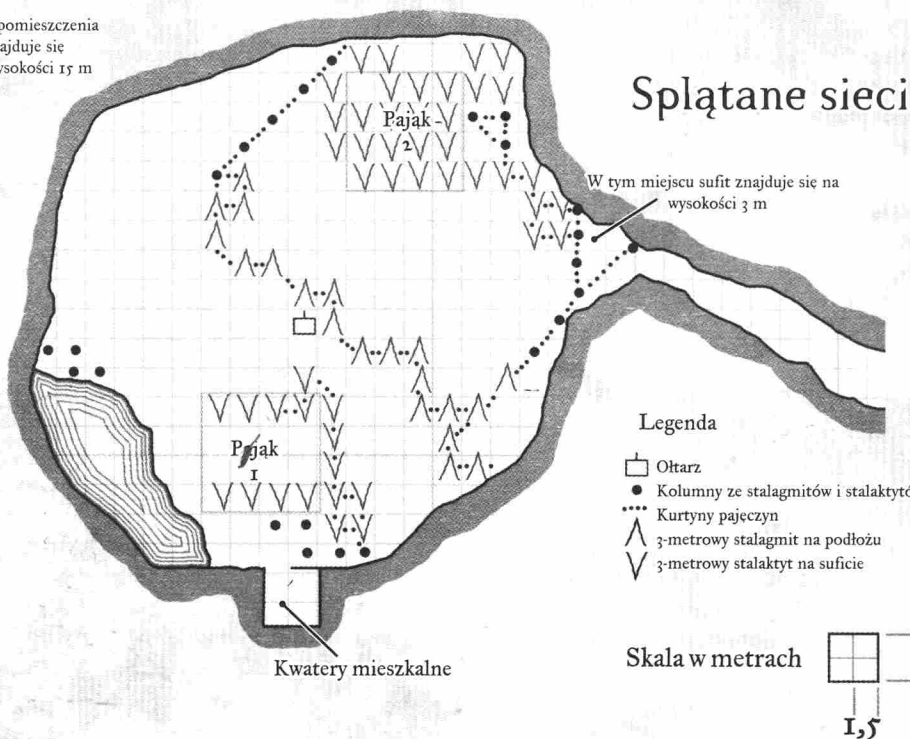 pomieszczenia
ajduje się
ysokości 15 m
Splątane sieci
Pająk
2
W tym miejscu sufit znajduje się na
wysokości 3 m
Pająk
1
Legenda
Ołtarz
Kolumny ze stalagmitów i stalaktytó
Kurtyny pajęczyn
3-metrowy stalagmit na podłożu
3-metrowy stalaktyt na suficie
Kwatery mieszkalne
Skala w metrach
1,5